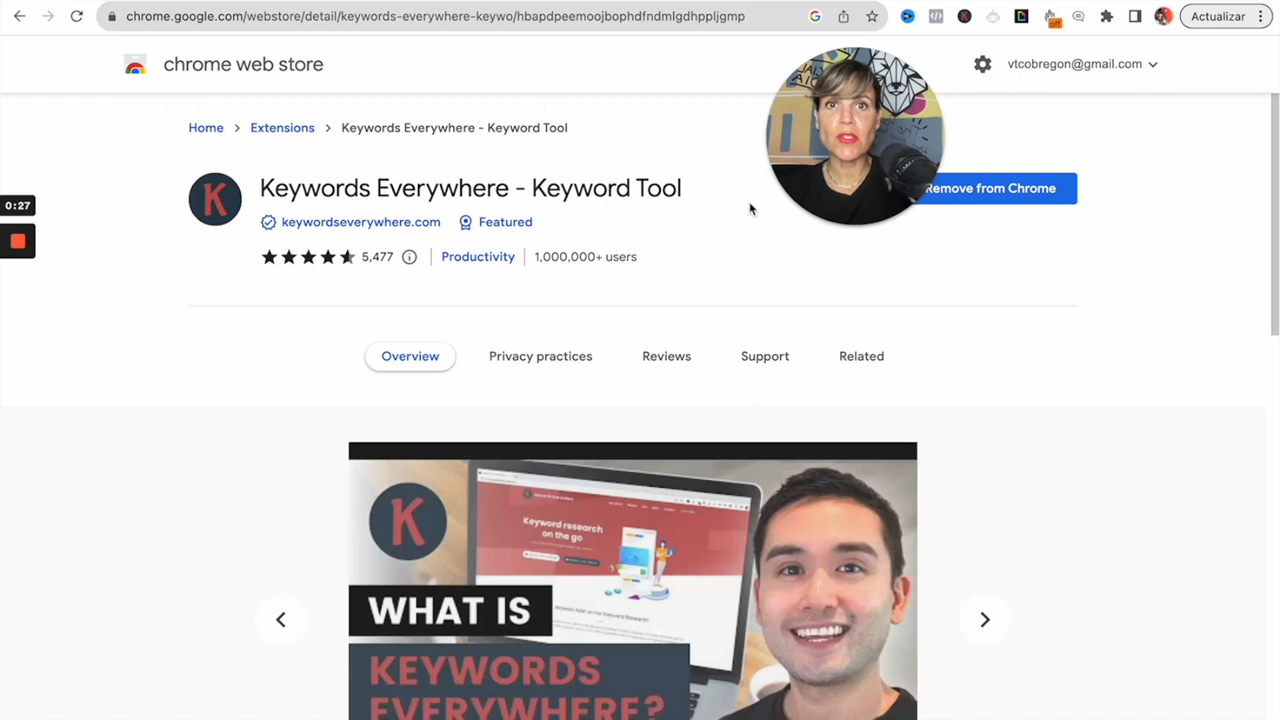 chrome.google.com/webstore/detail/keywords-everywhere-keywo/hbapdpeemoojbophdfndmlgdhppljgmp
off
Actualizar
chrome web store
vtcobregon@gmail.com
Home
Extensions
Keywords Everywhere - Keyword Tool
K
Keywords Everywhere - Keyword Tool
Remove from Chrome
0:27
keywordseverywhere.com
Featured
5,477
Productivity
1,000,000+ users
Overview
Privacy practices
Reviews
Support
Related
K
Keyword research
on the go
WHAT IS
KEYWORDS
EVERYWHERE?